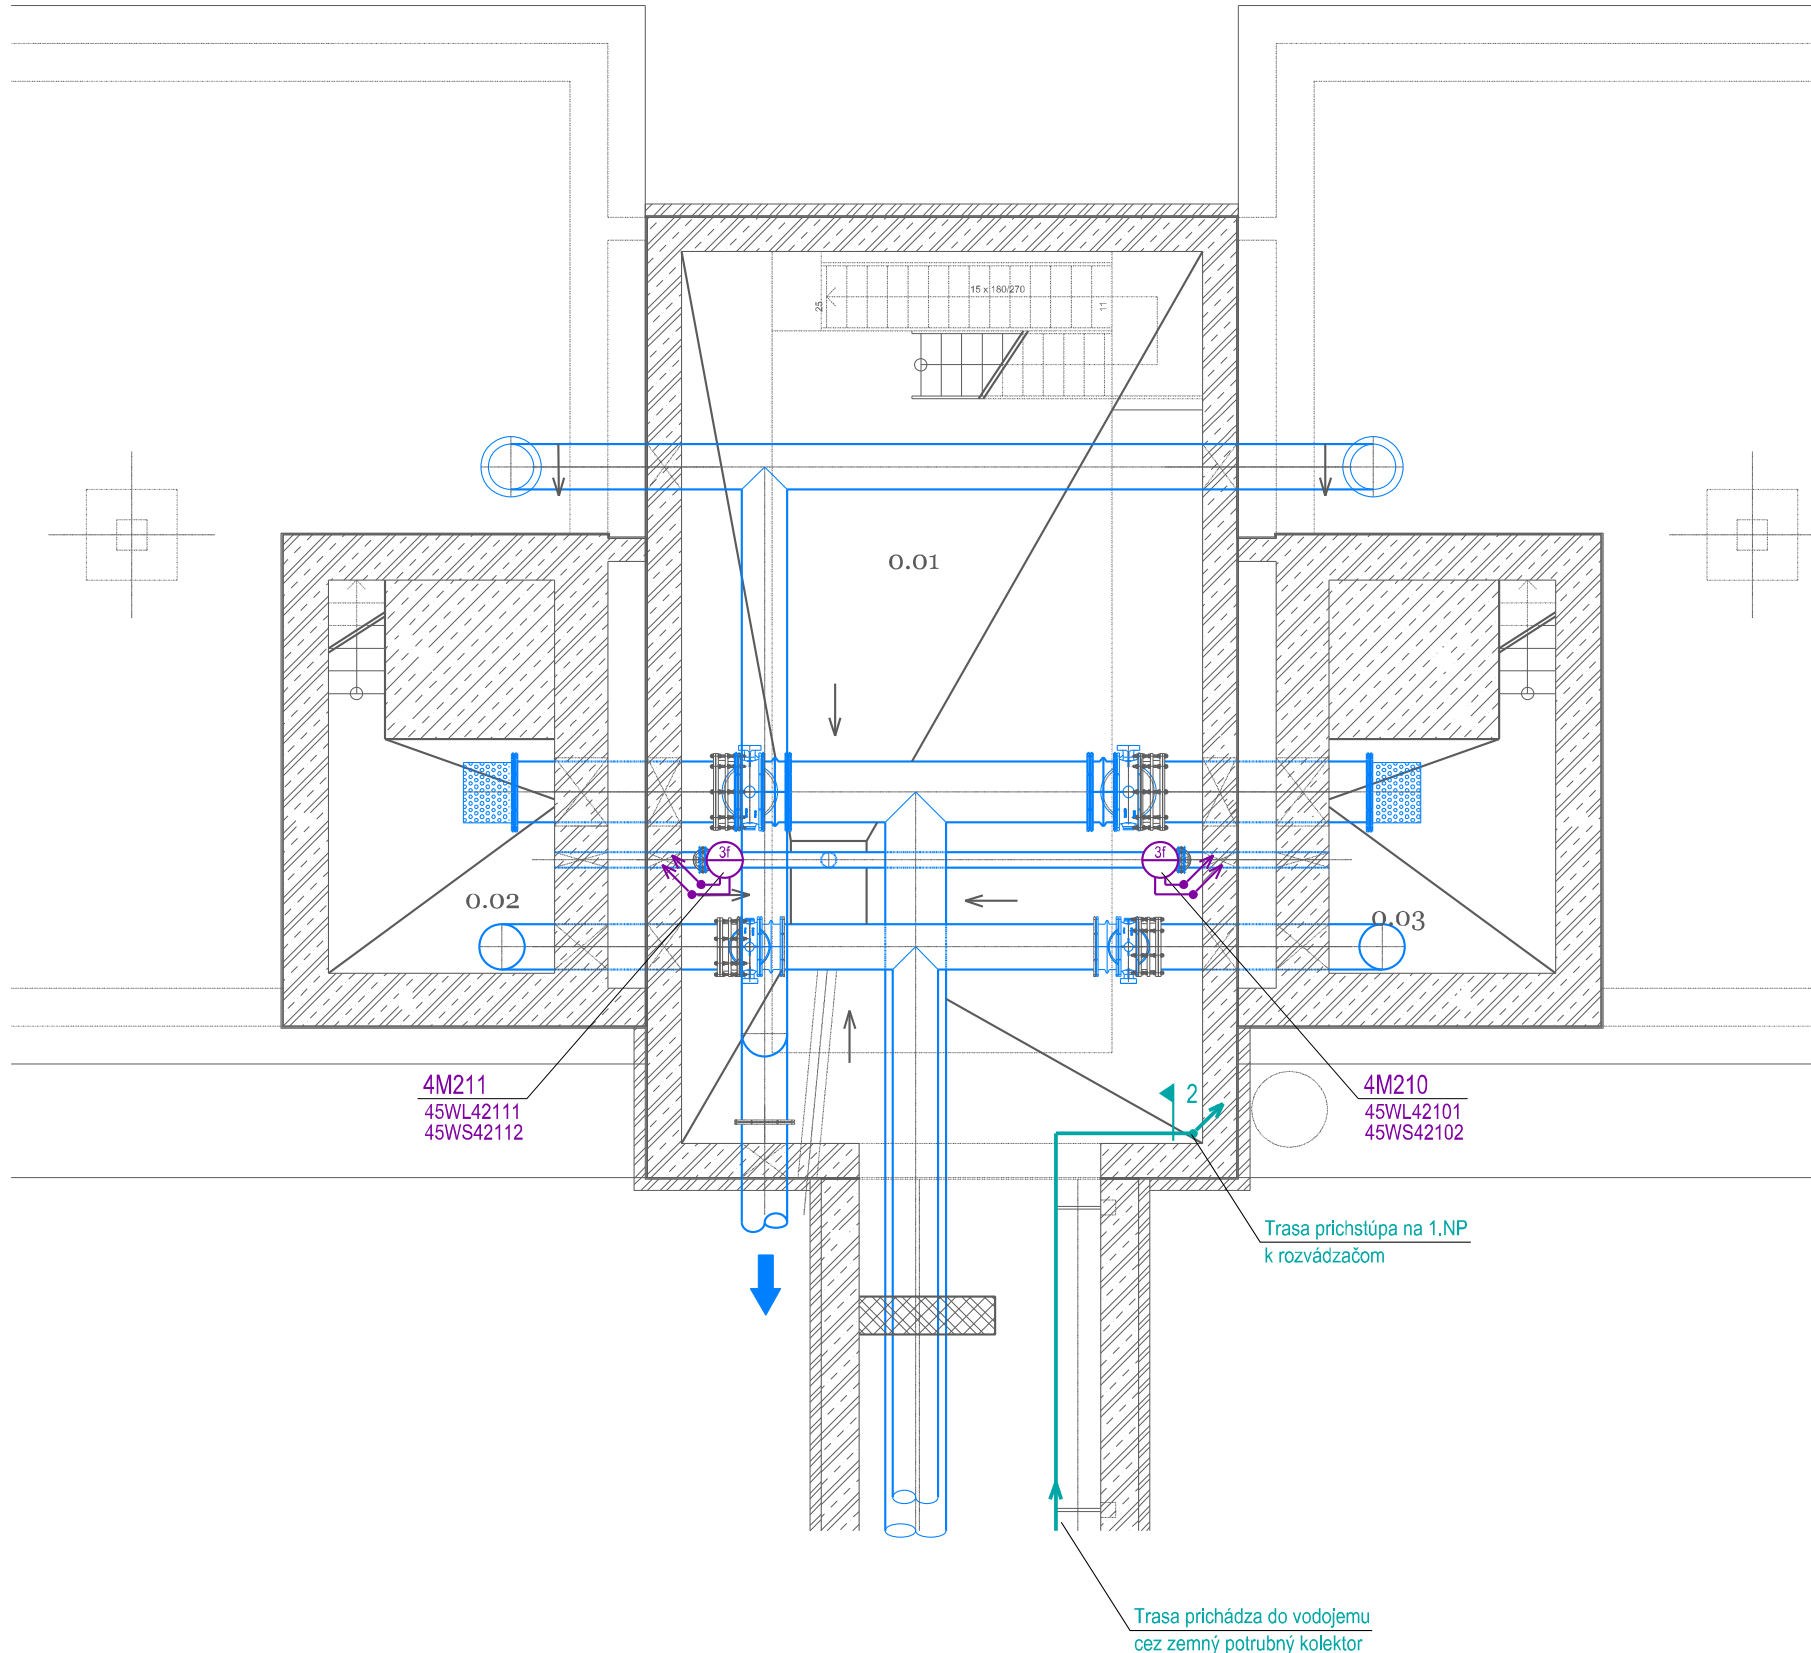 15 x 180/270
25
11
0.01
3f
3f
0.02
0.03
4M211
45WL42111
45WS42112
4M210
45WL42101
45WS42102
2
Trasa prichstúpa na 1.NP
k rozvádzačom
Trasa prichádza do vodojemu
cez zemný potrubný kolektor